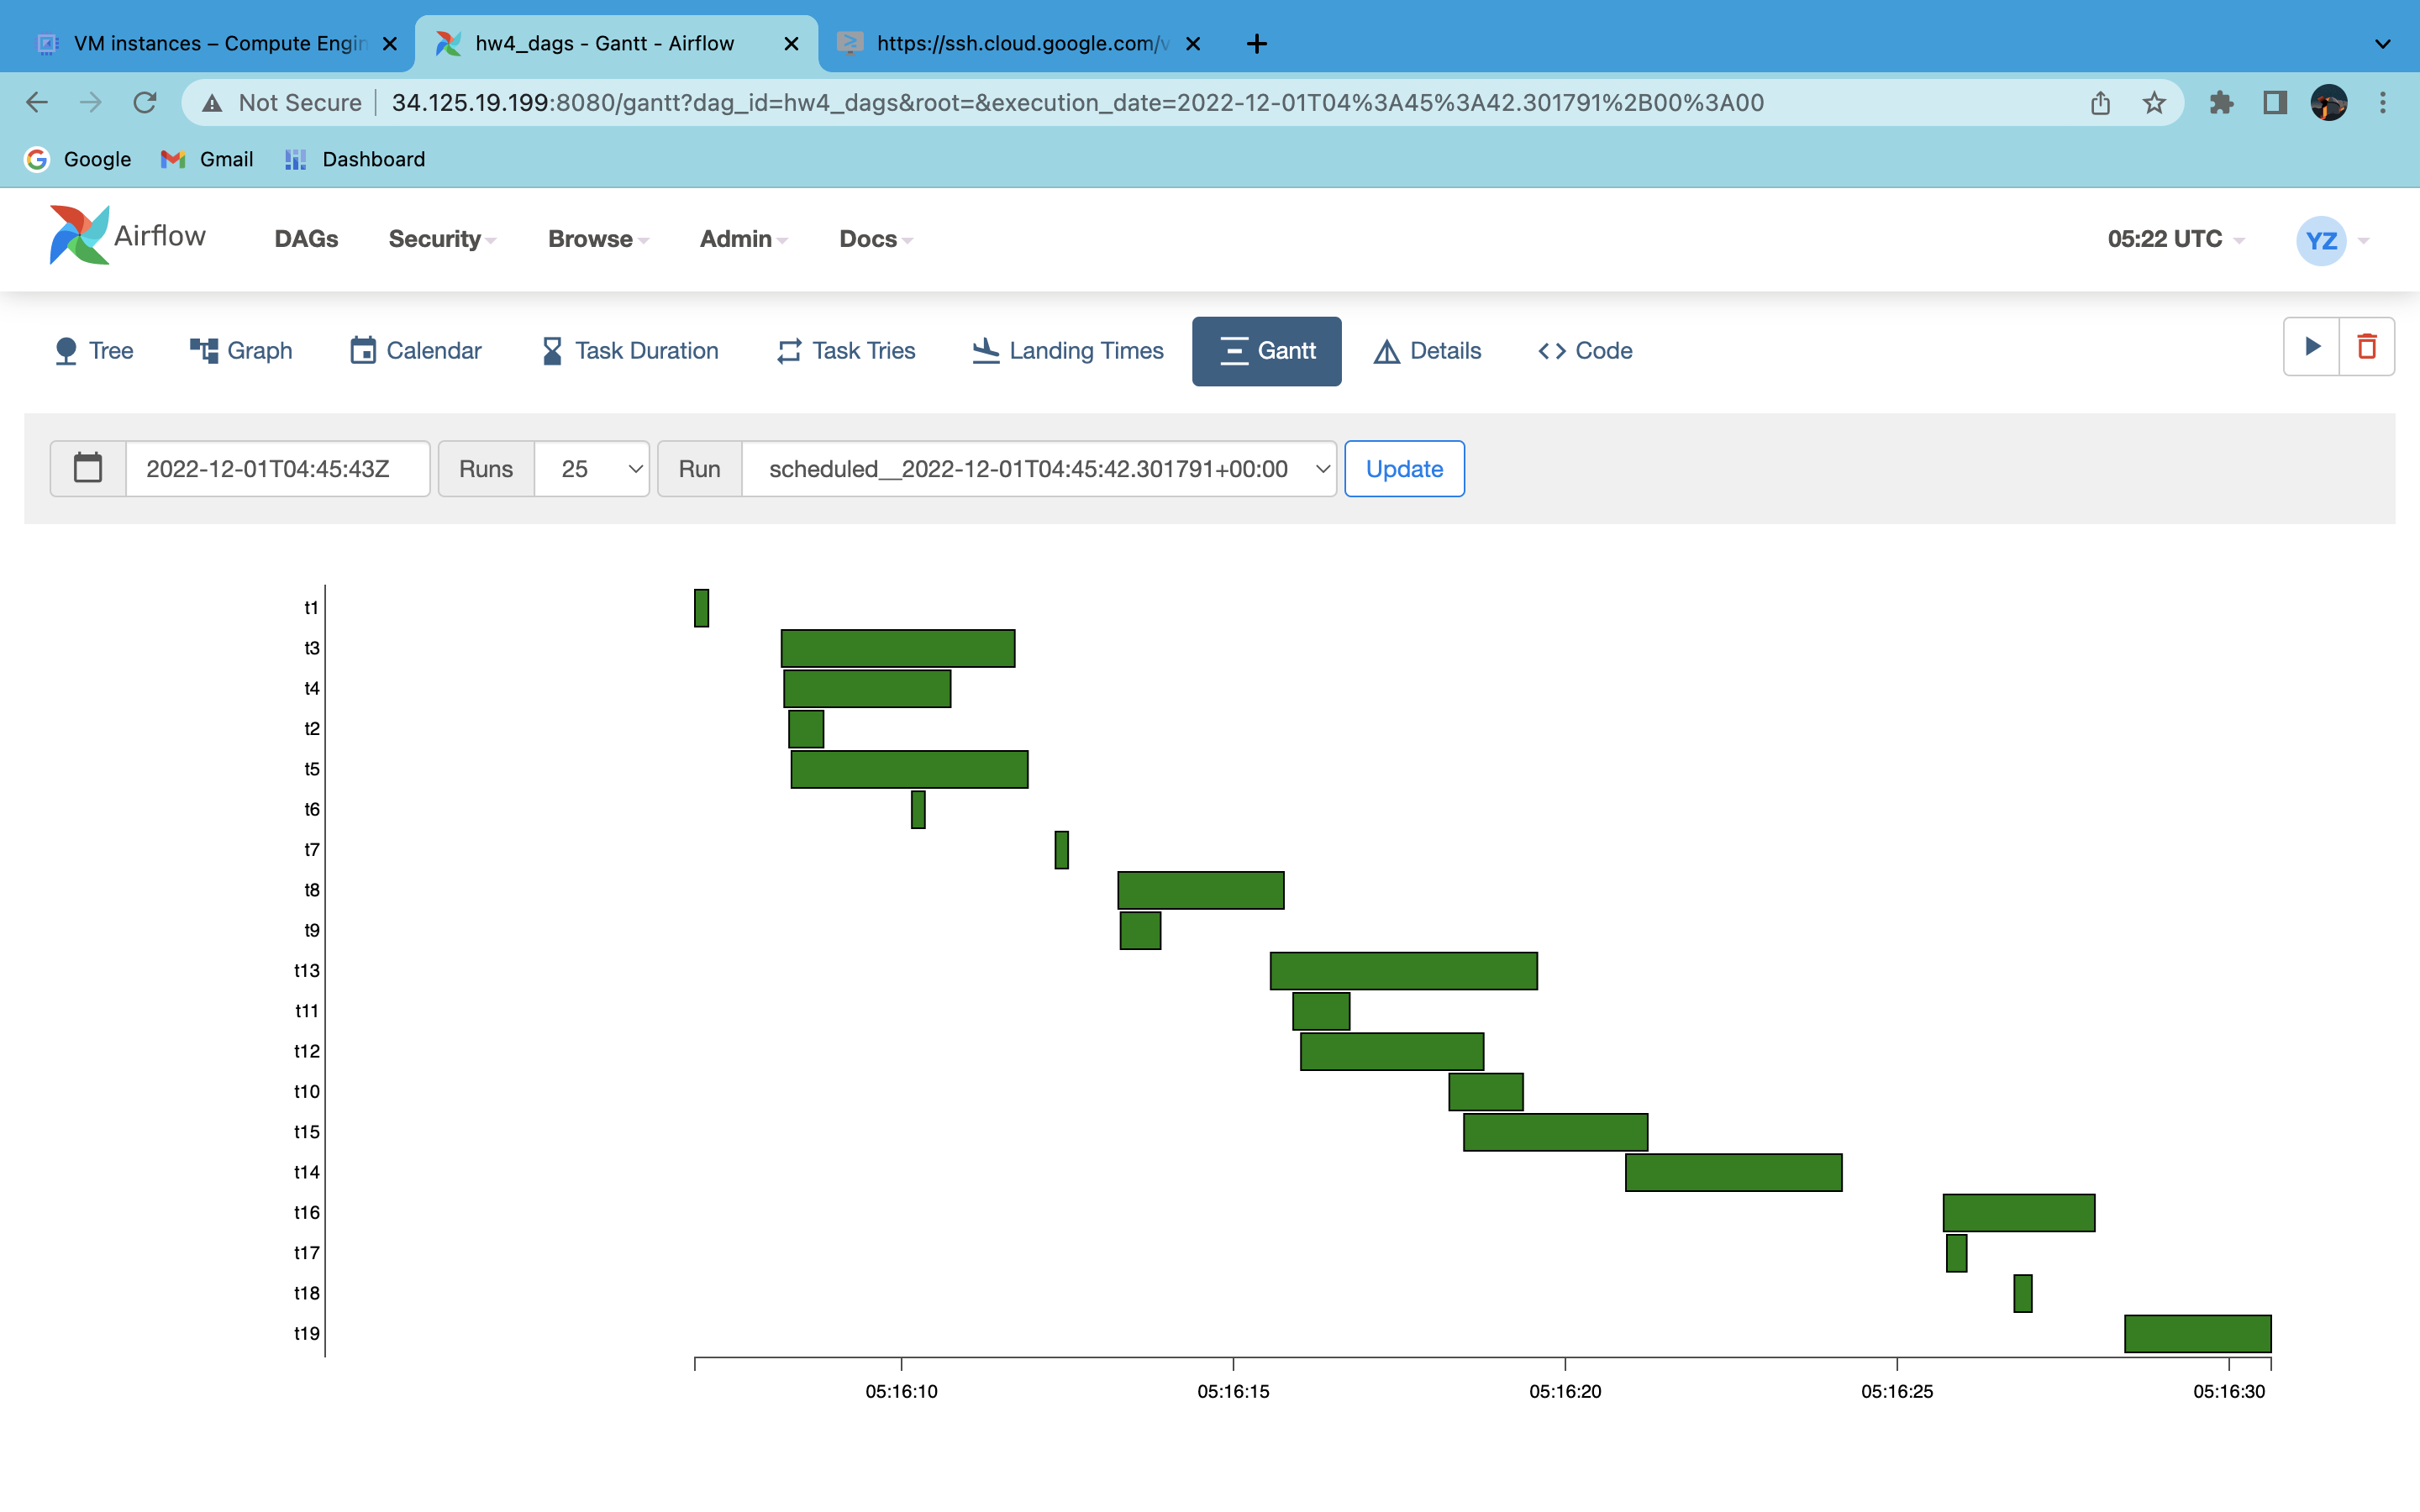 VM instances – Compute Engin
hw4_dags - Gantt - Airflow
https://ssh.cloud.google.com/v
Not Secure
34.125.19.199:8080/gantt?dag_id=hw4_dags&root=&execution_date=2022-12-01T04%3A45%3A42.301791%2B00%3A00
Google
Gmail
Dashboard
Airflow
DAGs
Security
Browse
Admin
Docs
05:22 UTC
YZ
Tree
Graph
Calendar
Task Duration
Task Tries
Landing Times
Gantt
Details
Code
2022-12-01T04:45:43Z
Runs
25
Run
scheduled__2022-12-01T04:45:42.301791+00:00
Update
t1
t3
t4
t2
t5
t6
t7
t8
t9
t13
t11
t12
t10
t15
t14
t16
t17
t18
t19
05:16:10
05:16:15
05:16:20
05:16:25
05:16:30